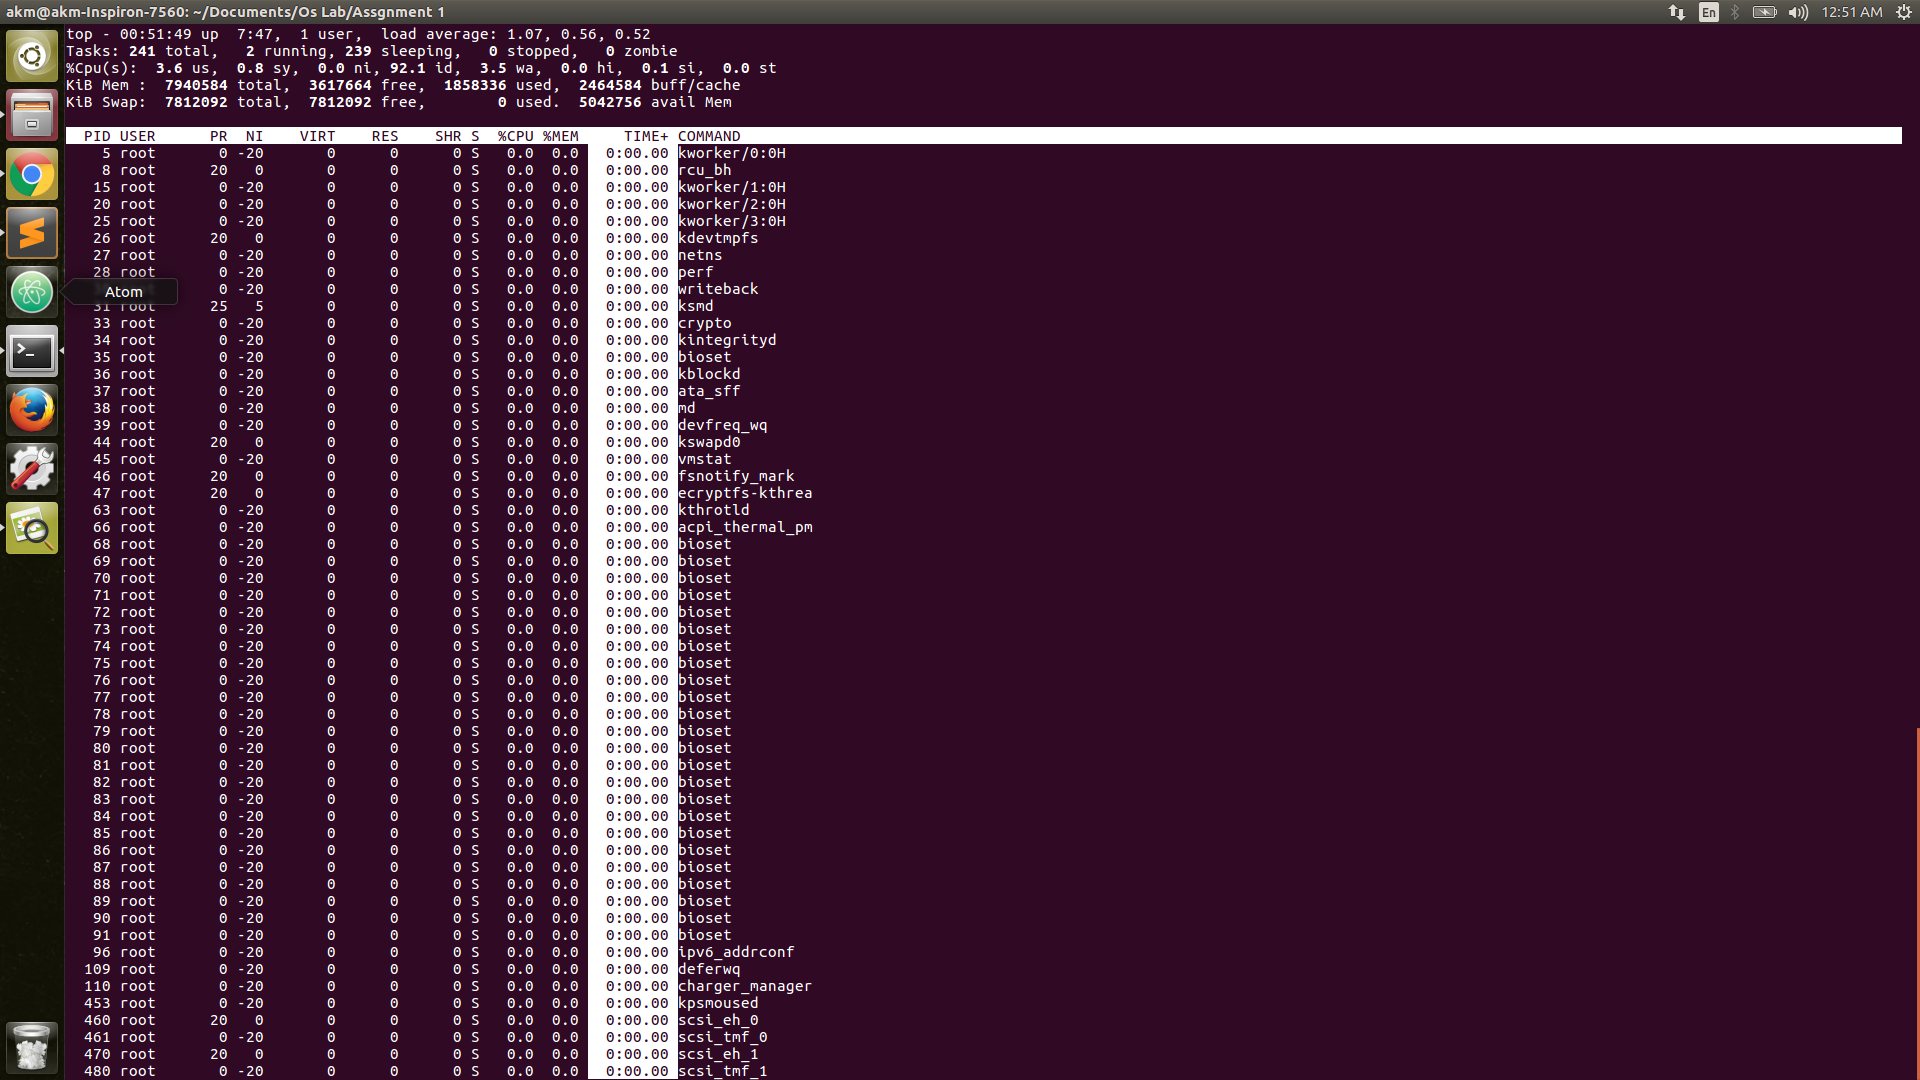 akm@akm-Inspiron-7560: ~/Documents/Os Lab/Assgnment 1 En 12:51 AM
top - 00:51:49 up  7:47,  1 user,  load average: 1.07, 0.56, 0.52
Tasks: 241 total,   2 running, 239 sleeping,   0 stopped,   0 zombie
%Cpu(s):  3.6 us,  0.8 sy,  0.0 ni, 92.1 id,  3.5 wa,  0.0 hi,  0.1 si,  0.0 st
KiB Mem :  7940584 total,  3617664 free,  1858336 used,  2464584 buff/cache
KiB Swap:  7812092 total,  7812092 free,        0 used.  5042756 avail Mem
PID USER PR NI VIRT RES SHR S %CPU %MEM TIME+ COMMAND
5 root 0 -20 0 0 0 S 0.0 0.0 0:00.00 kworker/0:0H
8 root 20 0 0 0 0 S 0.0 0.0 0:00.00 rcu_bh
15 root 0 -20 0 0 0 S 0.0 0.0 0:00.00 kworker/1:0H
20 root 0 -20 0 0 0 S 0.0 0.0 0:00.00 kworker/2:0H
25 root 0 -20 0 0 0 S 0.0 0.0 0:00.00 kworker/3:0H
26 root 20 0 0 0 0 S 0.0 0.0 0:00.00 kdevtmpfs
27 root 0 -20 0 0 0 S 0.0 0.0 0:00.00 netns
28 root 0 -20 0 0 0 S 0.0 0.0 0:00.00 perf
Atom 0 -20 0 0 0 S 0.0 0.0 0:00.00 writeback
31 root 25 5 0 0 0 S 0.0 0.0 0:00.00 ksmd
33 root 0 -20 0 0 0 S 0.0 0.0 0:00.00 crypto
34 root 0 -20 0 0 0 S 0.0 0.0 0:00.00 kintegrityd
35 root 0 -20 0 0 0 S 0.0 0.0 0:00.00 bioset
36 root 0 -20 0 0 0 S 0.0 0.0 0:00.00 kblockd
37 root 0 -20 0 0 0 S 0.0 0.0 0:00.00 ata_sff
38 root 0 -20 0 0 0 S 0.0 0.0 0:00.00 md
39 root 0 -20 0 0 0 S 0.0 0.0 0:00.00 devfreq_wq
44 root 20 0 0 0 0 S 0.0 0.0 0:00.00 kswapd0
45 root 0 -20 0 0 0 S 0.0 0.0 0:00.00 vmstat
46 root 20 0 0 0 0 S 0.0 0.0 0:00.00 fsnotify_mark
47 root 20 0 0 0 0 S 0.0 0.0 0:00.00 ecryptfs-kthrea
63 root 0 -20 0 0 0 S 0.0 0.0 0:00.00 kthrotld
66 root 0 -20 0 0 0 S 0.0 0.0 0:00.00 acpi_thermal_pm
68 root 0 -20 0 0 0 S 0.0 0.0 0:00.00 bioset
69 root 0 -20 0 0 0 S 0.0 0.0 0:00.00 bioset
70 root 0 -20 0 0 0 S 0.0 0.0 0:00.00 bioset
71 root 0 -20 0 0 0 S 0.0 0.0 0:00.00 bioset
72 root 0 -20 0 0 0 S 0.0 0.0 0:00.00 bioset
73 root 0 -20 0 0 0 S 0.0 0.0 0:00.00 bioset
74 root 0 -20 0 0 0 S 0.0 0.0 0:00.00 bioset
75 root 0 -20 0 0 0 S 0.0 0.0 0:00.00 bioset
76 root 0 -20 0 0 0 S 0.0 0.0 0:00.00 bioset
77 root 0 -20 0 0 0 S 0.0 0.0 0:00.00 bioset
78 root 0 -20 0 0 0 S 0.0 0.0 0:00.00 bioset
79 root 0 -20 0 0 0 S 0.0 0.0 0:00.00 bioset
80 root 0 -20 0 0 0 S 0.0 0.0 0:00.00 bioset
81 root 0 -20 0 0 0 S 0.0 0.0 0:00.00 bioset
82 root 0 -20 0 0 0 S 0.0 0.0 0:00.00 bioset
83 root 0 -20 0 0 0 S 0.0 0.0 0:00.00 bioset
84 root 0 -20 0 0 0 S 0.0 0.0 0:00.00 bioset
85 root 0 -20 0 0 0 S 0.0 0.0 0:00.00 bioset
86 root 0 -20 0 0 0 S 0.0 0.0 0:00.00 bioset
87 root 0 -20 0 0 0 S 0.0 0.0 0:00.00 bioset
88 root 0 -20 0 0 0 S 0.0 0.0 0:00.00 bioset
89 root 0 -20 0 0 0 S 0.0 0.0 0:00.00 bioset
90 root 0 -20 0 0 0 S 0.0 0.0 0:00.00 bioset
91 root 0 -20 0 0 0 S 0.0 0.0 0:00.00 bioset
96 root 0 -20 0 0 0 S 0.0 0.0 0:00.00 ipv6_addrconf
109 root 0 -20 0 0 0 S 0.0 0.0 0:00.00 deferwq
110 root 0 -20 0 0 0 S 0.0 0.0 0:00.00 charger_manager
453 root 0 -20 0 0 0 S 0.0 0.0 0:00.00 kpsmoused
460 root 20 0 0 0 0 S 0.0 0.0 0:00.00 scsi_eh_0
461 root 0 -20 0 0 0 S 0.0 0.0 0:00.00 scsi_tmf_0
470 root 20 0 0 0 0 S 0.0 0.0 0:00.00 scsi_eh_1
480 root 0 -20 0 0 0 S 0.0 0.0 0:00.00 scsi_tmf_1